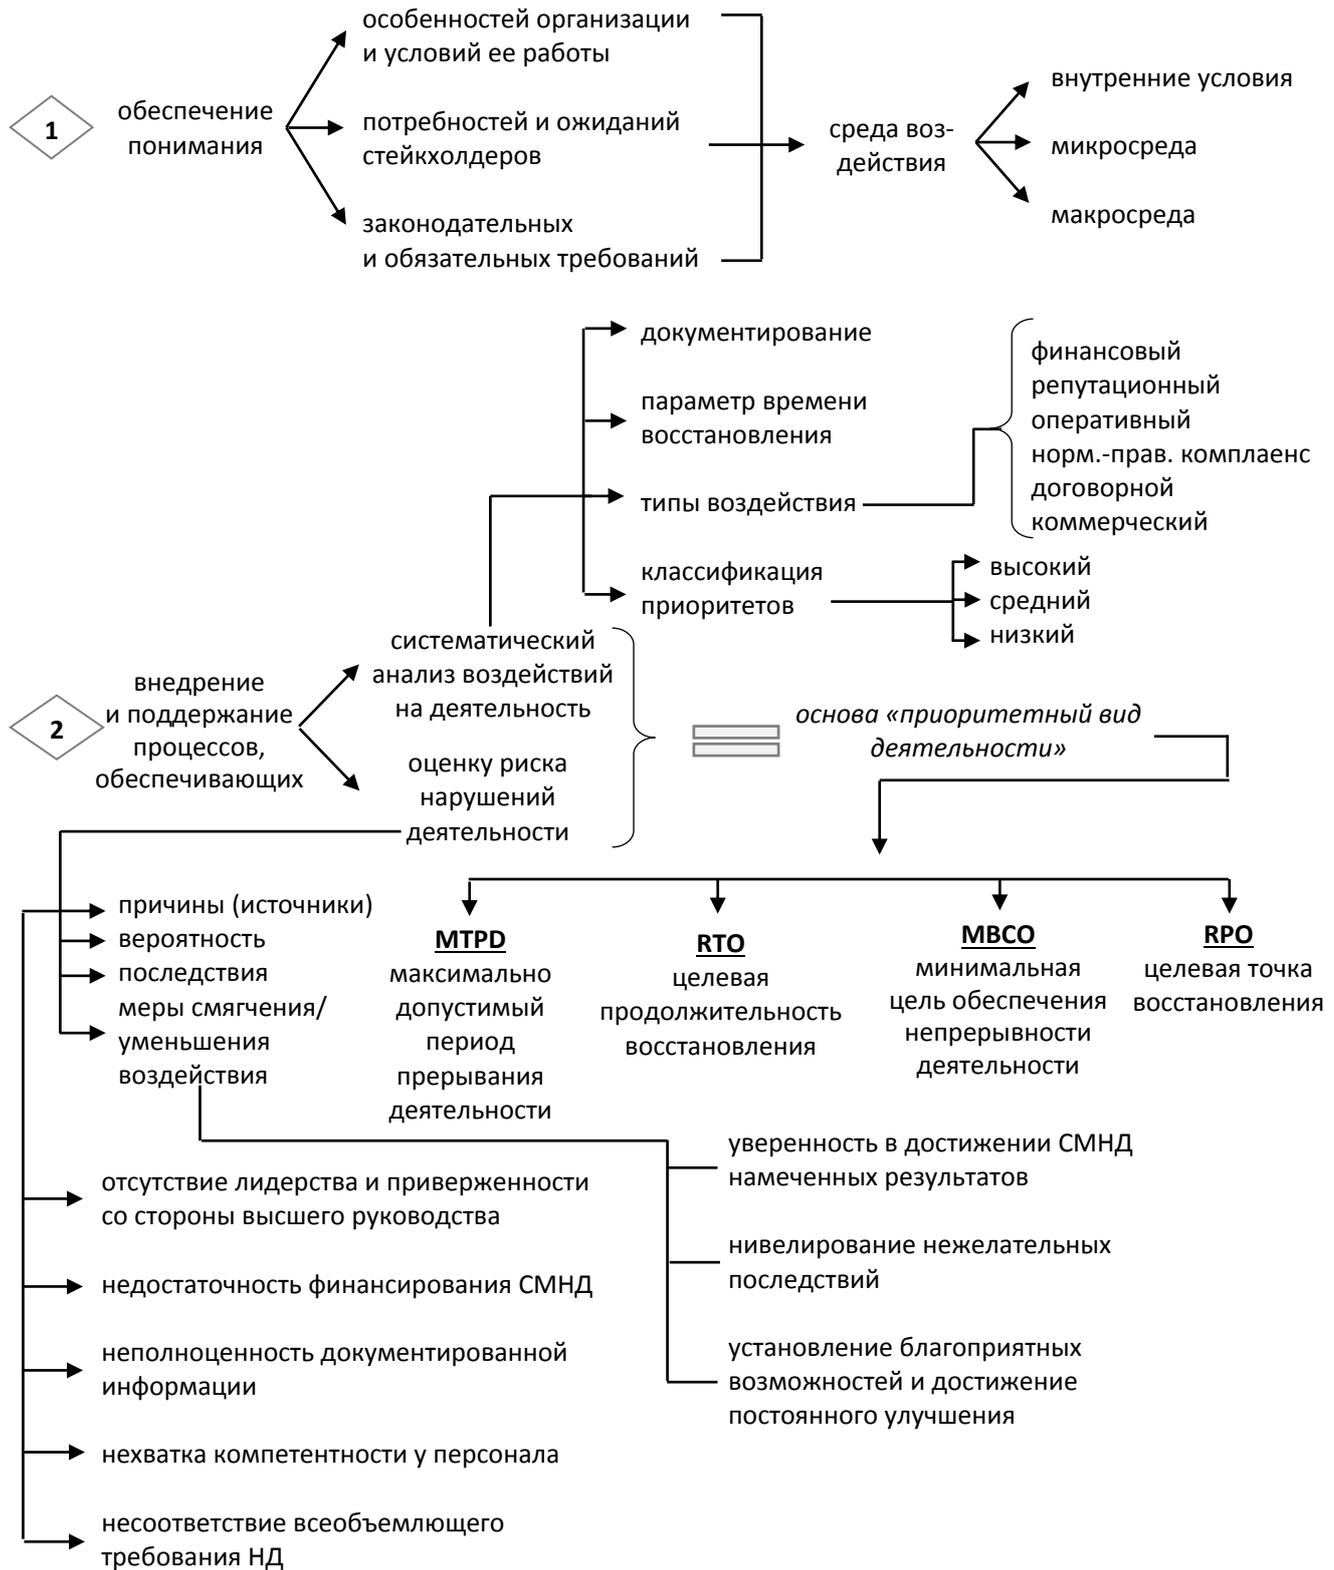 особенностей организации
и условий ее работы
1
обеспечение
понимания
потребностей и ожиданий
стейкхолдеров
законодательных
и обязательных требований
среда воз-
действия
внутренние условия
микросреда
макросреда
документирование
параметр времени
восстановления
типы воздействия
классификация
приоритетов
финансовый
репутационный
оперативный
норм.-прав. комплаенс
договорной
коммерческий
высокий
средний
низкий
2
внедрение
и поддержание
процессов,
обеспечивающих
систематический
анализ воздействий
на деятельность
оценку риска
нарушений
деятельности
основа «приоритетный вид
деятельности»
причины (источники)
вероятность
последствия
меры смягчения/
уменьшения
воздействия
MTPD
максимально
допустимый
период
прерывания
деятельности
RTO
целевая
продолжительность
восстановления
MBCO
минимальная
цель обеспечения
непрерывности
деятельности
RPO
целевая точка
восстановления
отсутствие лидерства и приверженности
со стороны высшего руководства
недостаточность финансирования СМНД
неполноценность документированной
информации
нехватка компетентности у персонала
несоответствие всеобъемлющего
требования НД
уверенность в достижении СМНД
намеченных результатов
нивелирование нежелательных
последствий
установление благоприятных
возможностей и достижение
постоянного улучшения